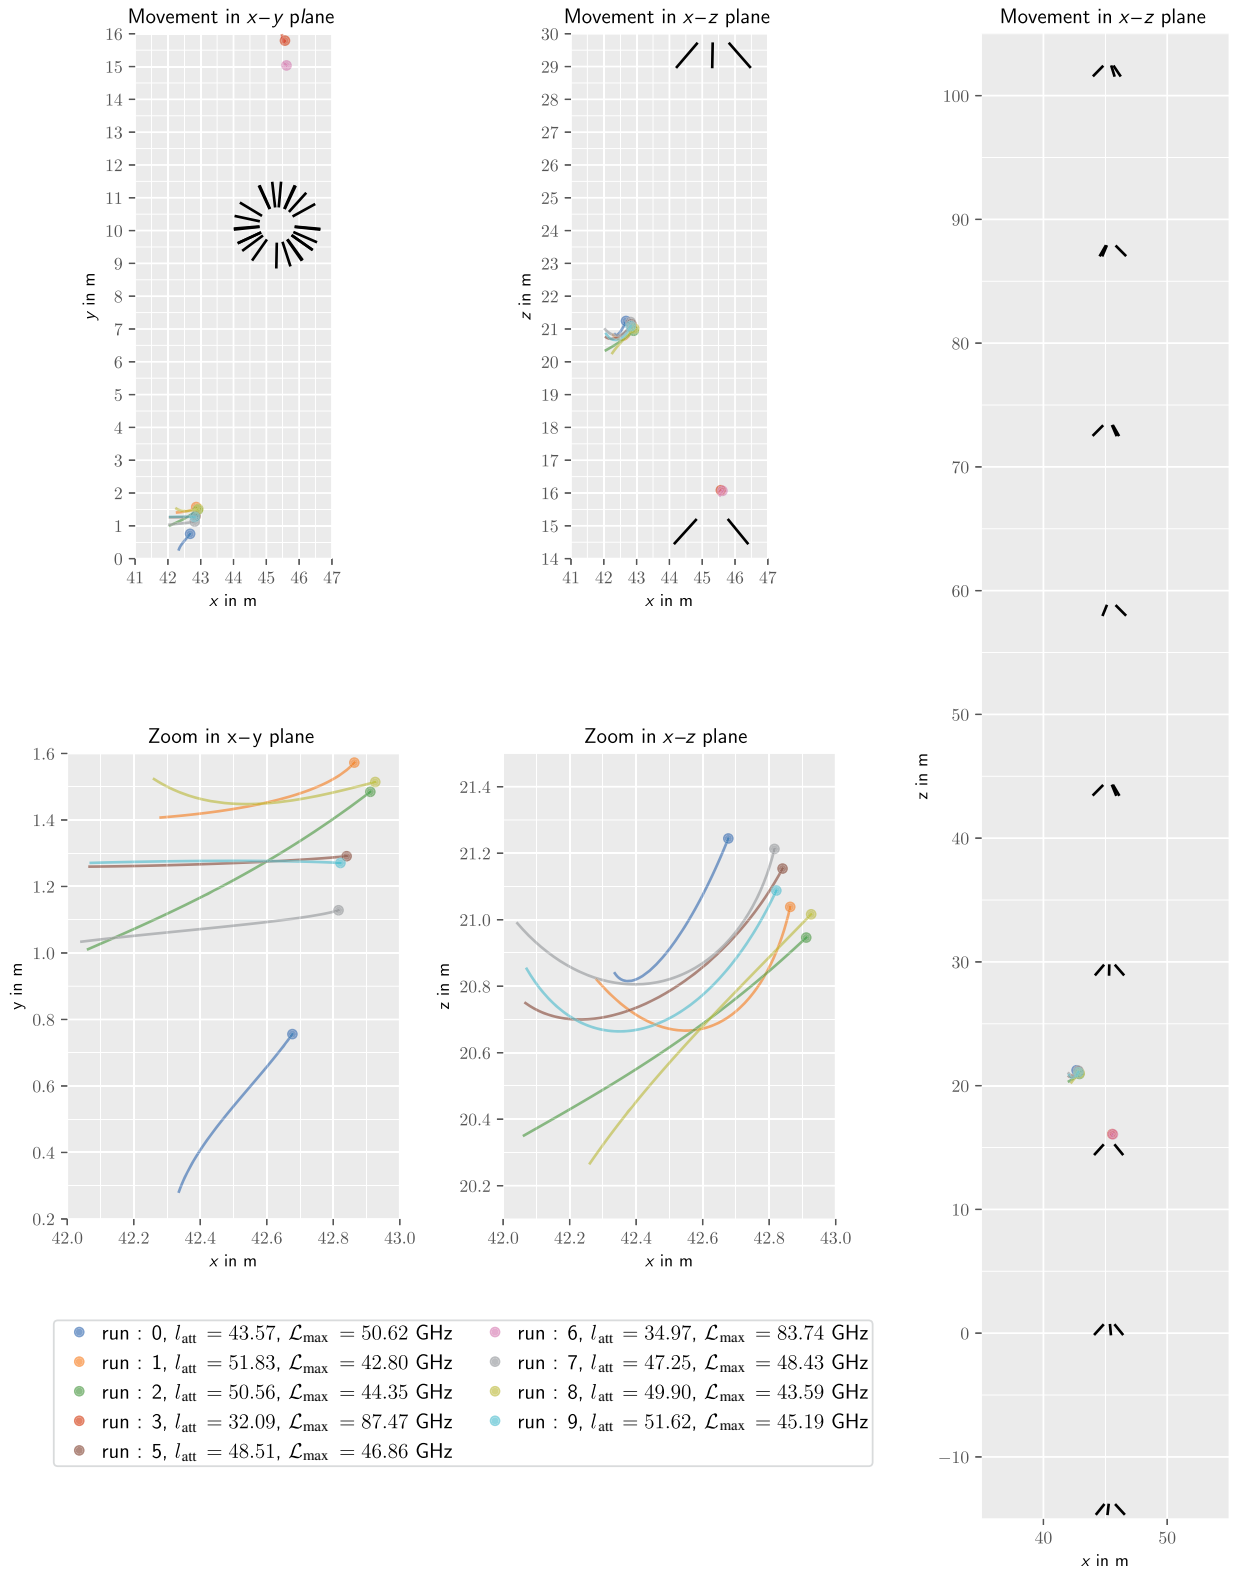 Movement in x–y plane
16
15
14
13
12
11
10
9
8
7
6
5
4
3
2
1
0
y in m
41 42 43 44 45 46 47
x in m
Movement in x–z plane
30
29
28
27
26
25
24
23
22
21
20
19
18
17
16
15
14
z in m
41 42 43 44 45 46 47
x in m
Movement in x–z plane
100
90
80
70
60
50
40
30
20
10
0
−10
z in m
40 50
x in m
Zoom in x–y plane
1.6
1.4
1.2
1.0
0.8
0.6
0.4
0.2
y in m
42.0 42.2 42.4 42.6 42.8 43.0
x in m
Zoom in x–z plane
21.4
21.2
21.0
20.8
20.6
20.4
20.2
z in m
42.0 42.2 42.4 42.6 42.8 43.0
x in m
run : 0, l_att = 43.57, ℒ_max = 50.62 GHz
run : 1, l_att = 51.83, ℒ_max = 42.80 GHz
run : 2, l_att = 50.56, ℒ_max = 44.35 GHz
run : 3, l_att = 32.09, ℒ_max = 87.47 GHz
run : 5, l_att = 48.51, ℒ_max = 46.86 GHz
run : 6, l_att = 34.97, ℒ_max = 83.74 GHz
run : 7, l_att = 47.25, ℒ_max = 48.43 GHz
run : 8, l_att = 49.90, ℒ_max = 43.59 GHz
run : 9, l_att = 51.62, ℒ_max = 45.19 GHz